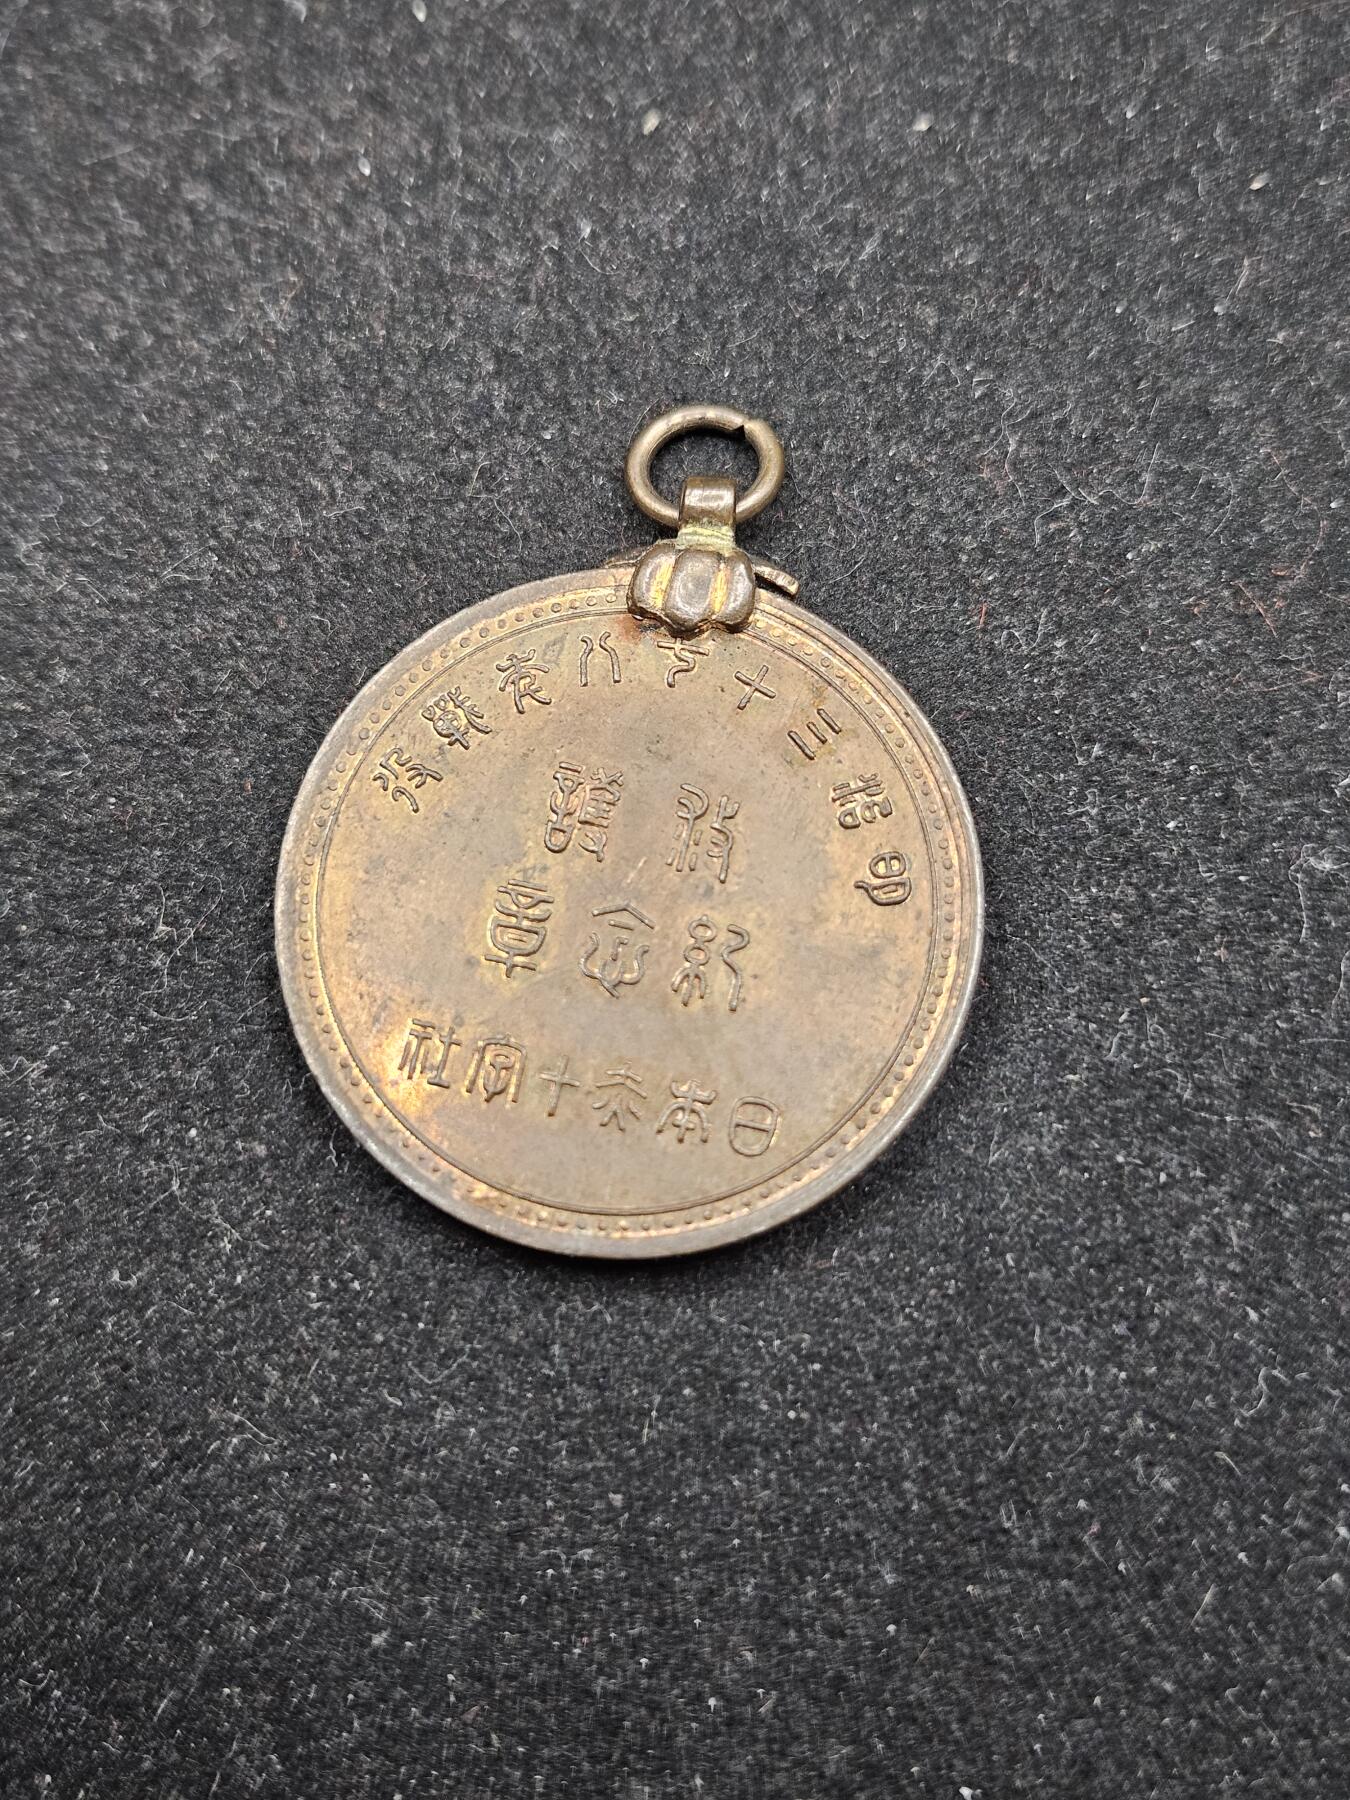 明治三十七八年戰役
救護
紀念章
日本赤十字社